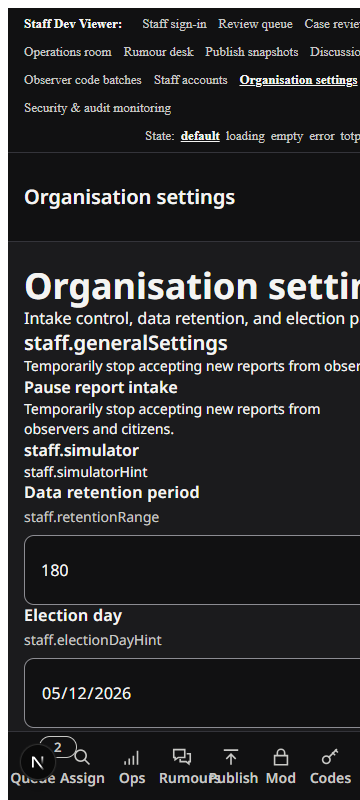 Staff Dev Viewer: Staff sign-in Review queue Case revie
Operations room Rumour desk Publish snapshots Discussio
Observer code batches Staff accounts Organisation settings
Security & audit monitoring
State: default loading empty error totp
Organisation settings
Organisation settin
Intake control, data retention, and election p
staff.generalSettings
Temporarily stop accepting new reports from obser
Pause report intake
Temporarily stop accepting new reports from
observers and citizens.
staff.simulator
staff.simulatorHint
Data retention period
staff.retentionRange
180
Election day
staff.electionDayHint
05/12/2026
2
N
Queue Assign Ops Rumours Publish Mod Codes